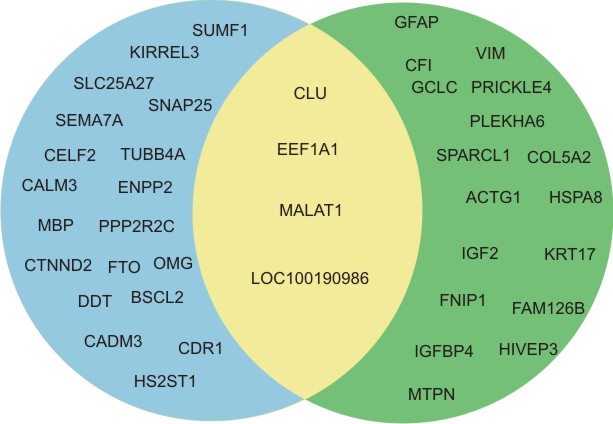 SUMF1
KIRREL3
SLC25A27
SNAP25
SEMA7A
CELF2 TUBB4A
CALM3 ENPP2
MBP PPP2R2C
CTNND2 FTO OMG
DDT BSCL2
CADM3 CDR1
HS2ST1
CLU
EEF1A1
MALAT1
LOC100190986
GFAP
VIM
CFI
GCLC PRICKLE4
PLEKHA6
SPARCL1 COL5A2
ACTG1 HSPA8
IGF2 KRT17
FNIP1 FAM126B
IGFBP4 HIVEP3
MTPN